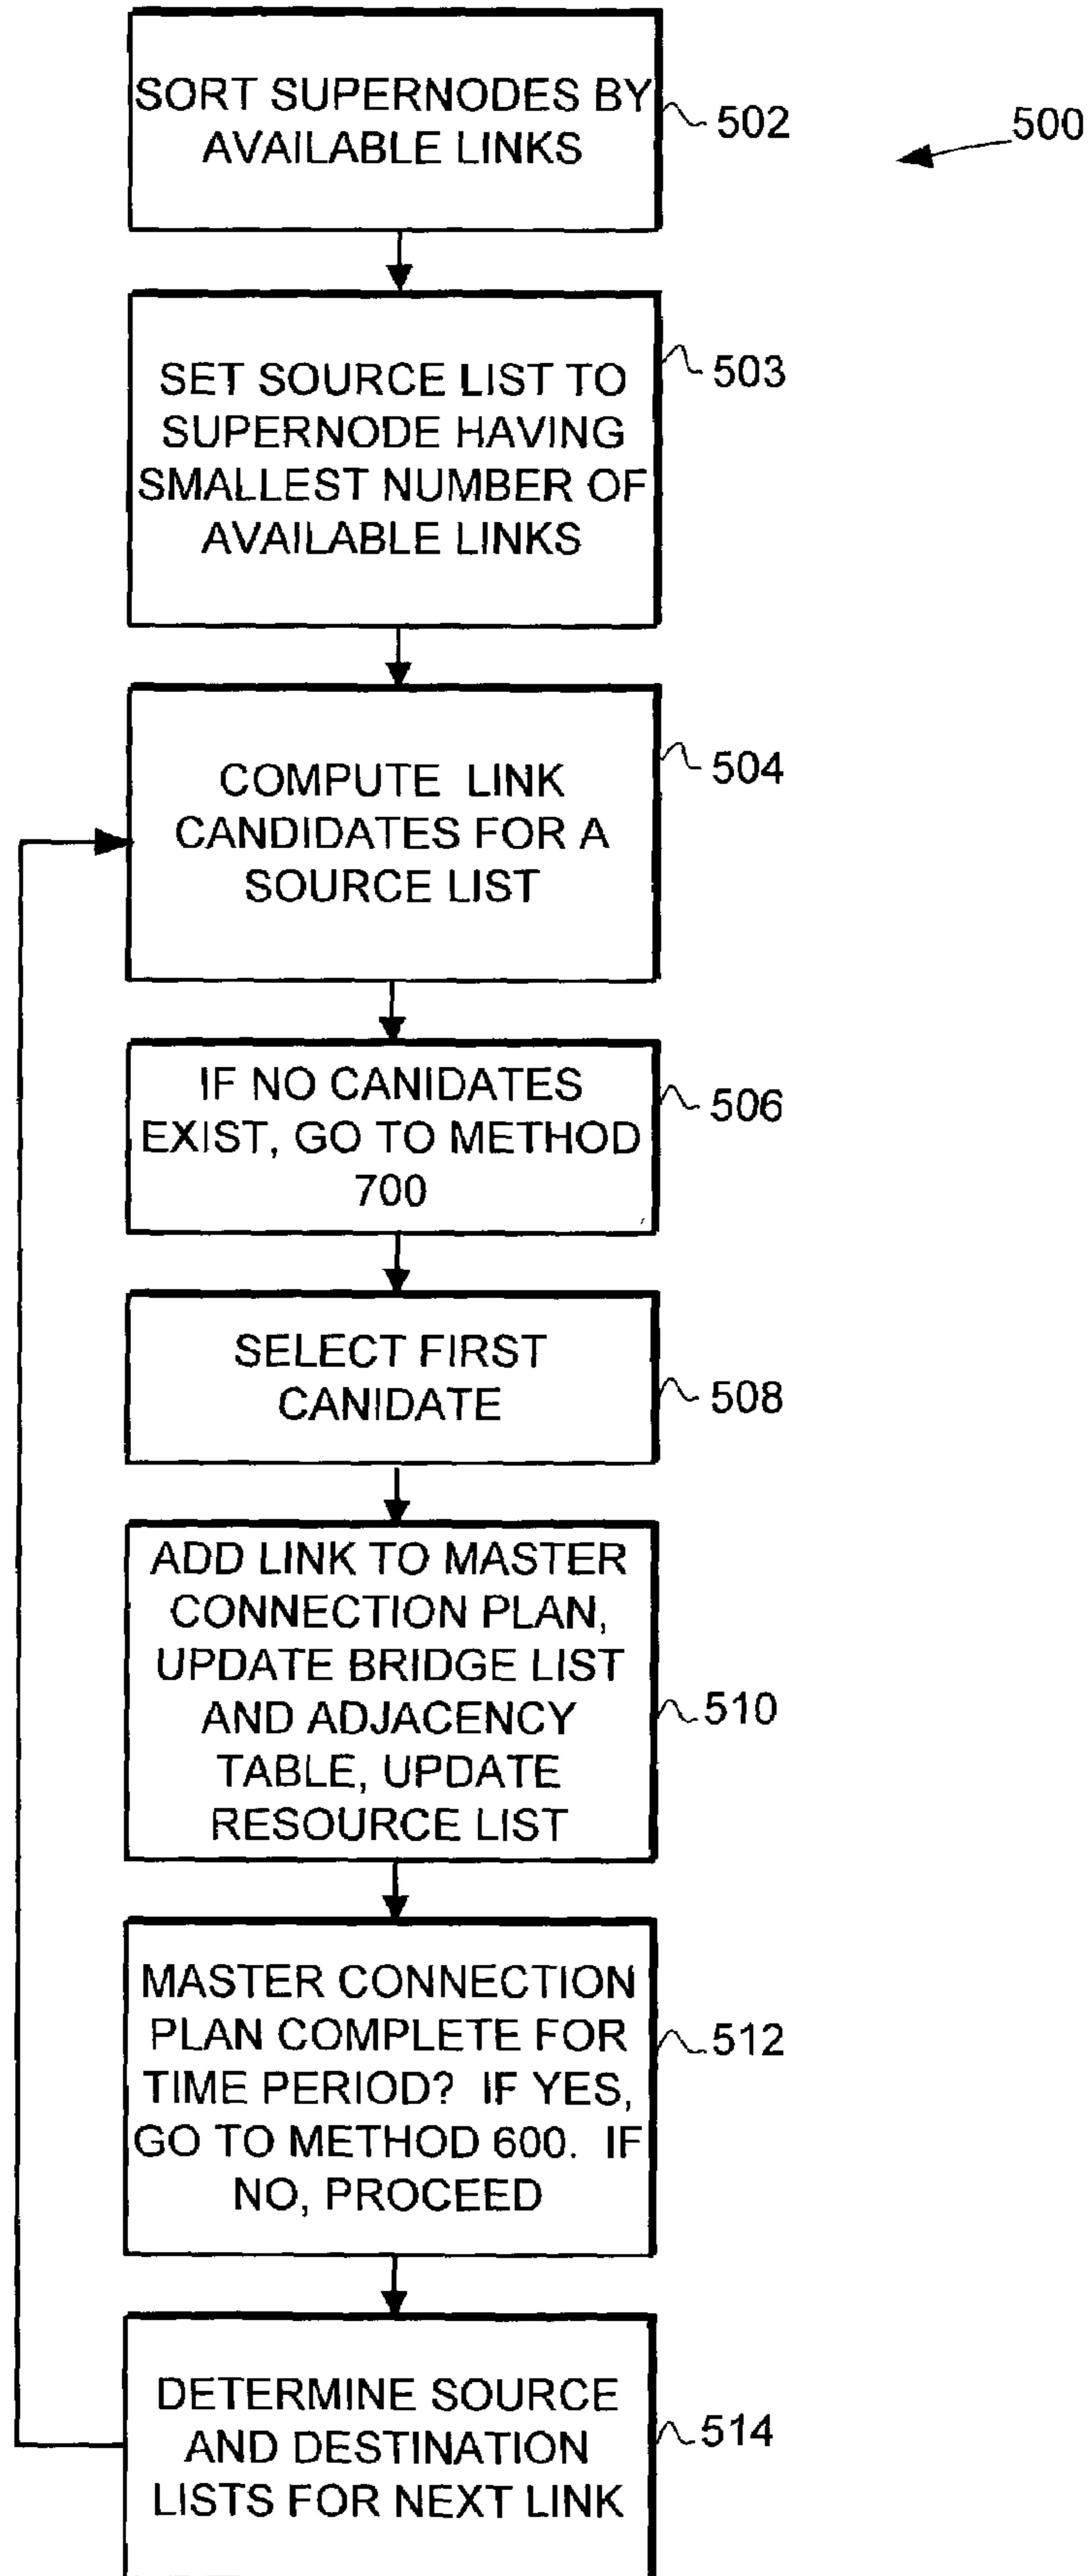 SORT SUPERNODES BY
AVAILABLE LINKS
502
500
SET SOURCE LIST TO
SUPERNODE HAVING
SMALLEST NUMBER OF
AVAILABLE LINKS
503
COMPUTE LINK
CANDIDATES FOR A
SOURCE LIST
504
IF NO CANIDATES
EXIST, GO TO METHOD
700
506
SELECT FIRST
CANIDATE
508
ADD LINK TO MASTER
CONNECTION PLAN,
UPDATE BRIDGE LIST
AND ADJACENCY
TABLE, UPDATE
RESOURCE LIST
510
MASTER CONNECTION
PLAN COMPLETE FOR
TIME PERIOD? IF YES,
GO TO METHOD 600. IF
NO, PROCEED
512
DETERMINE SOURCE
AND DESTINATION
LISTS FOR NEXT LINK
514